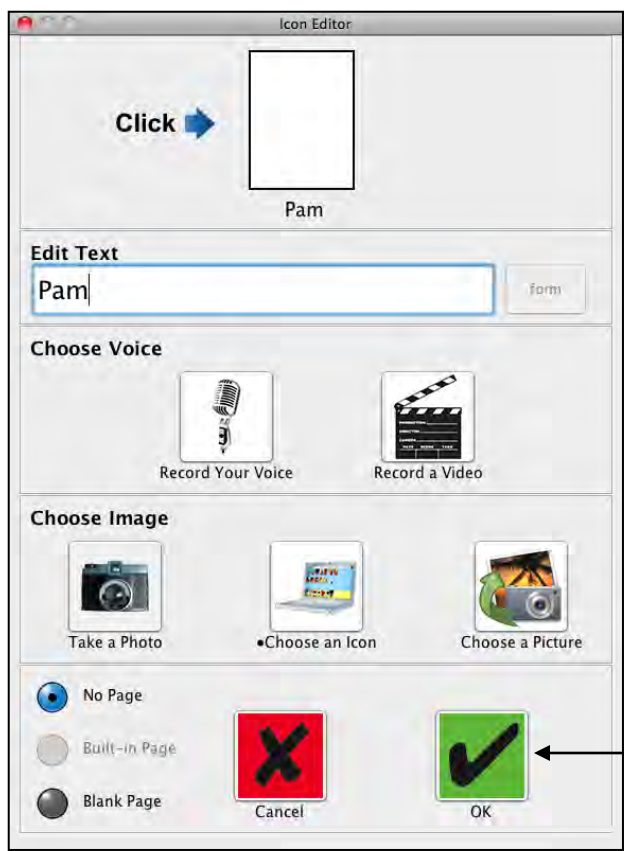 Icon Editor
Click
Pam
Edit Text
Pam
form
Choose Voice
Record Your Voice
Record a Video
Choose Image
Take a Photo
•Choose an Icon
Choose a Picture
No Page
Built-in Page
Blank Page
Cancel
OK